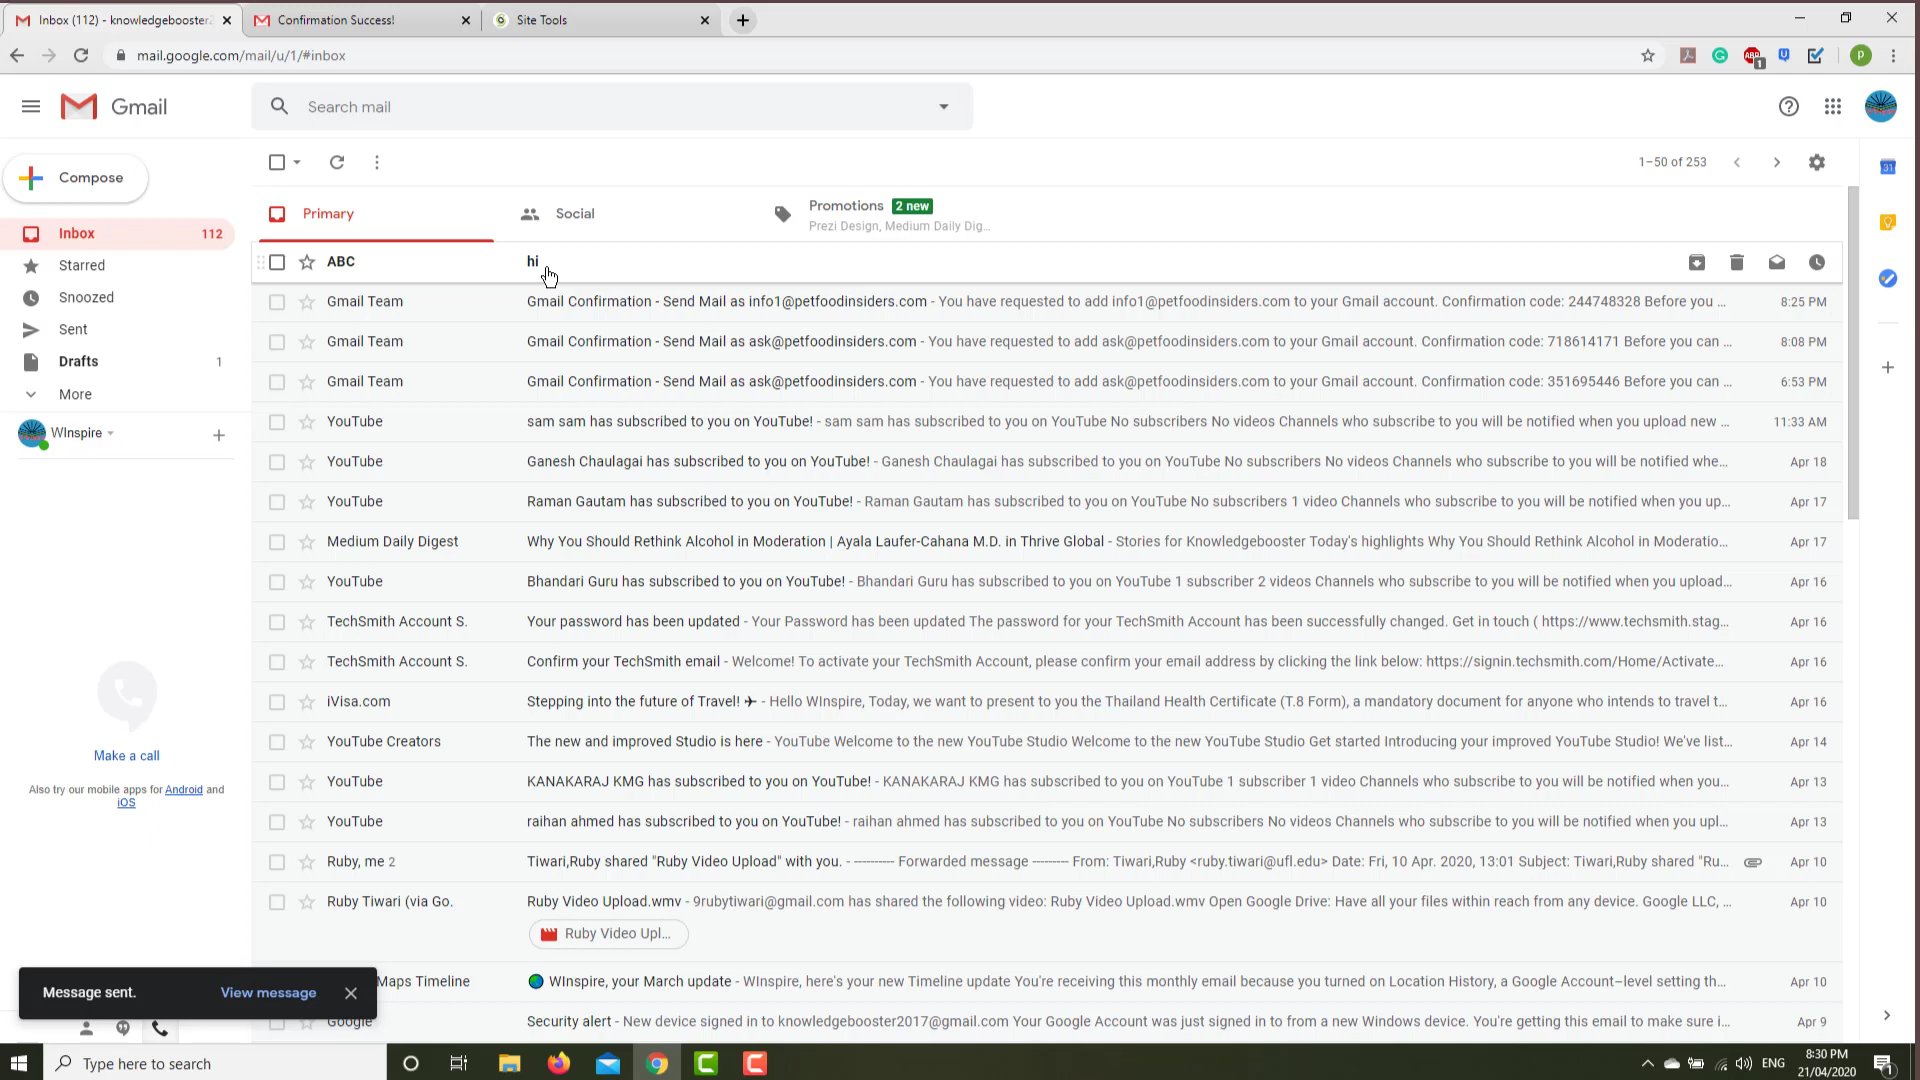 Inbox (112) - knowledgebooster2
Confirmation Success!
Site Tools
mail.google.com/mail/u/1/#inbox
ABP
1
P
Gmail
Search mail
Compose
1–50 of 253
31
Primary
Social
Promotions 2 new
Prezi Design, Medium Daily Dig...
Inbox 112
Starred
Snoozed
Sent
Drafts 1
More
WInspire
ABC hi
Gmail Team Gmail Confirmation - Send Mail as info1@petfoodinsiders.com - You have requested to add info1@petfoodinsiders.com to your Gmail account. Confirmation code: 244748328 Before you ... 8:25 PM
Gmail Team Gmail Confirmation - Send Mail as ask@petfoodinsiders.com - You have requested to add ask@petfoodinsiders.com to your Gmail account. Confirmation code: 718614171 Before you can ... 8:08 PM
Gmail Team Gmail Confirmation - Send Mail as ask@petfoodinsiders.com - You have requested to add ask@petfoodinsiders.com to your Gmail account. Confirmation code: 351695446 Before you can ... 6:53 PM
YouTube sam sam has subscribed to you on YouTube! - sam sam has subscribed to you on YouTube No subscribers No videos Channels who subscribe to you will be notified when you upload new ... 11:33 AM
YouTube Ganesh Chaulagai has subscribed to you on YouTube! - Ganesh Chaulagai has subscribed to you on YouTube No subscribers No videos Channels who subscribe to you will be notified whe... Apr 18
YouTube Raman Gautam has subscribed to you on YouTube! - Raman Gautam has subscribed to you on YouTube No subscribers 1 video Channels who subscribe to you will be notified when you up... Apr 17
Medium Daily Digest Why You Should Rethink Alcohol in Moderation | Ayala Laufer-Cahana M.D. in Thrive Global - Stories for Knowledgebooster Today's highlights Why You Should Rethink Alcohol in Moderatio... Apr 17
YouTube Bhandari Guru has subscribed to you on YouTube! - Bhandari Guru has subscribed to you on YouTube 1 subscriber 2 videos Channels who subscribe to you will be notified when you upload... Apr 16
TechSmith Account S. Your password has been updated - Your Password has been updated The password for your TechSmith Account has been successfully changed. Get in touch ( https://www.techsmith.stag... Apr 16
TechSmith Account S. Confirm your TechSmith email - Welcome! To activate your TechSmith Account, please confirm your email address by clicking the link below: https://signin.techsmith.com/Home/Activate... Apr 16
iVisa.com Stepping into the future of Travel! ✈ - Hello WInspire, Today, we want to present to you the Thailand Health Certificate (T.8 Form), a mandatory document for anyone who intends to travel t... Apr 16
YouTube Creators The new and improved Studio is here - YouTube Welcome to the new YouTube Studio Welcome to the new YouTube Studio Get started Introducing your improved YouTube Studio! We've list... Apr 14
YouTube KANAKARAJ KMG has subscribed to you on YouTube! - KANAKARAJ KMG has subscribed to you on YouTube 1 subscriber 1 video Channels who subscribe to you will be notified when you... Apr 13
YouTube raihan ahmed has subscribed to you on YouTube! - raihan ahmed has subscribed to you on YouTube No subscribers No videos Channels who subscribe to you will be notified when you upl... Apr 13
Ruby, me 2 Tiwari,Ruby shared "Ruby Video Upload" with you. - ---------- Forwarded message --------- From: Tiwari,Ruby <ruby.tiwari@ufl.edu> Date: Fri, 10 Apr. 2020, 13:01 Subject: Tiwari,Ruby shared "Ru... Apr 10
Ruby Tiwari (via Go. Ruby Video Upload.wmv - 9rubytiwari@gmail.com has shared the following video: Ruby Video Upload.wmv Open Google Drive: Have all your files within reach from any device. Google LLC, ... Apr 10
Ruby Video Upl...
Maps Timeline WInspire, your March update - WInspire, here's your new Timeline update You're receiving this monthly email because you turned on Location History, a Google Account–level setting th... Apr 10
Google Security alert - New device signed in to knowledgebooster2017@gmail.com Your Google Account was just signed in to from a new Windows device. You're getting this email to make sure i... Apr 9
Make a call
Also try our mobile apps for Android and
iOS
Message sent. View message
Type here to search
ENG
8:30 PM
21/04/2020
1